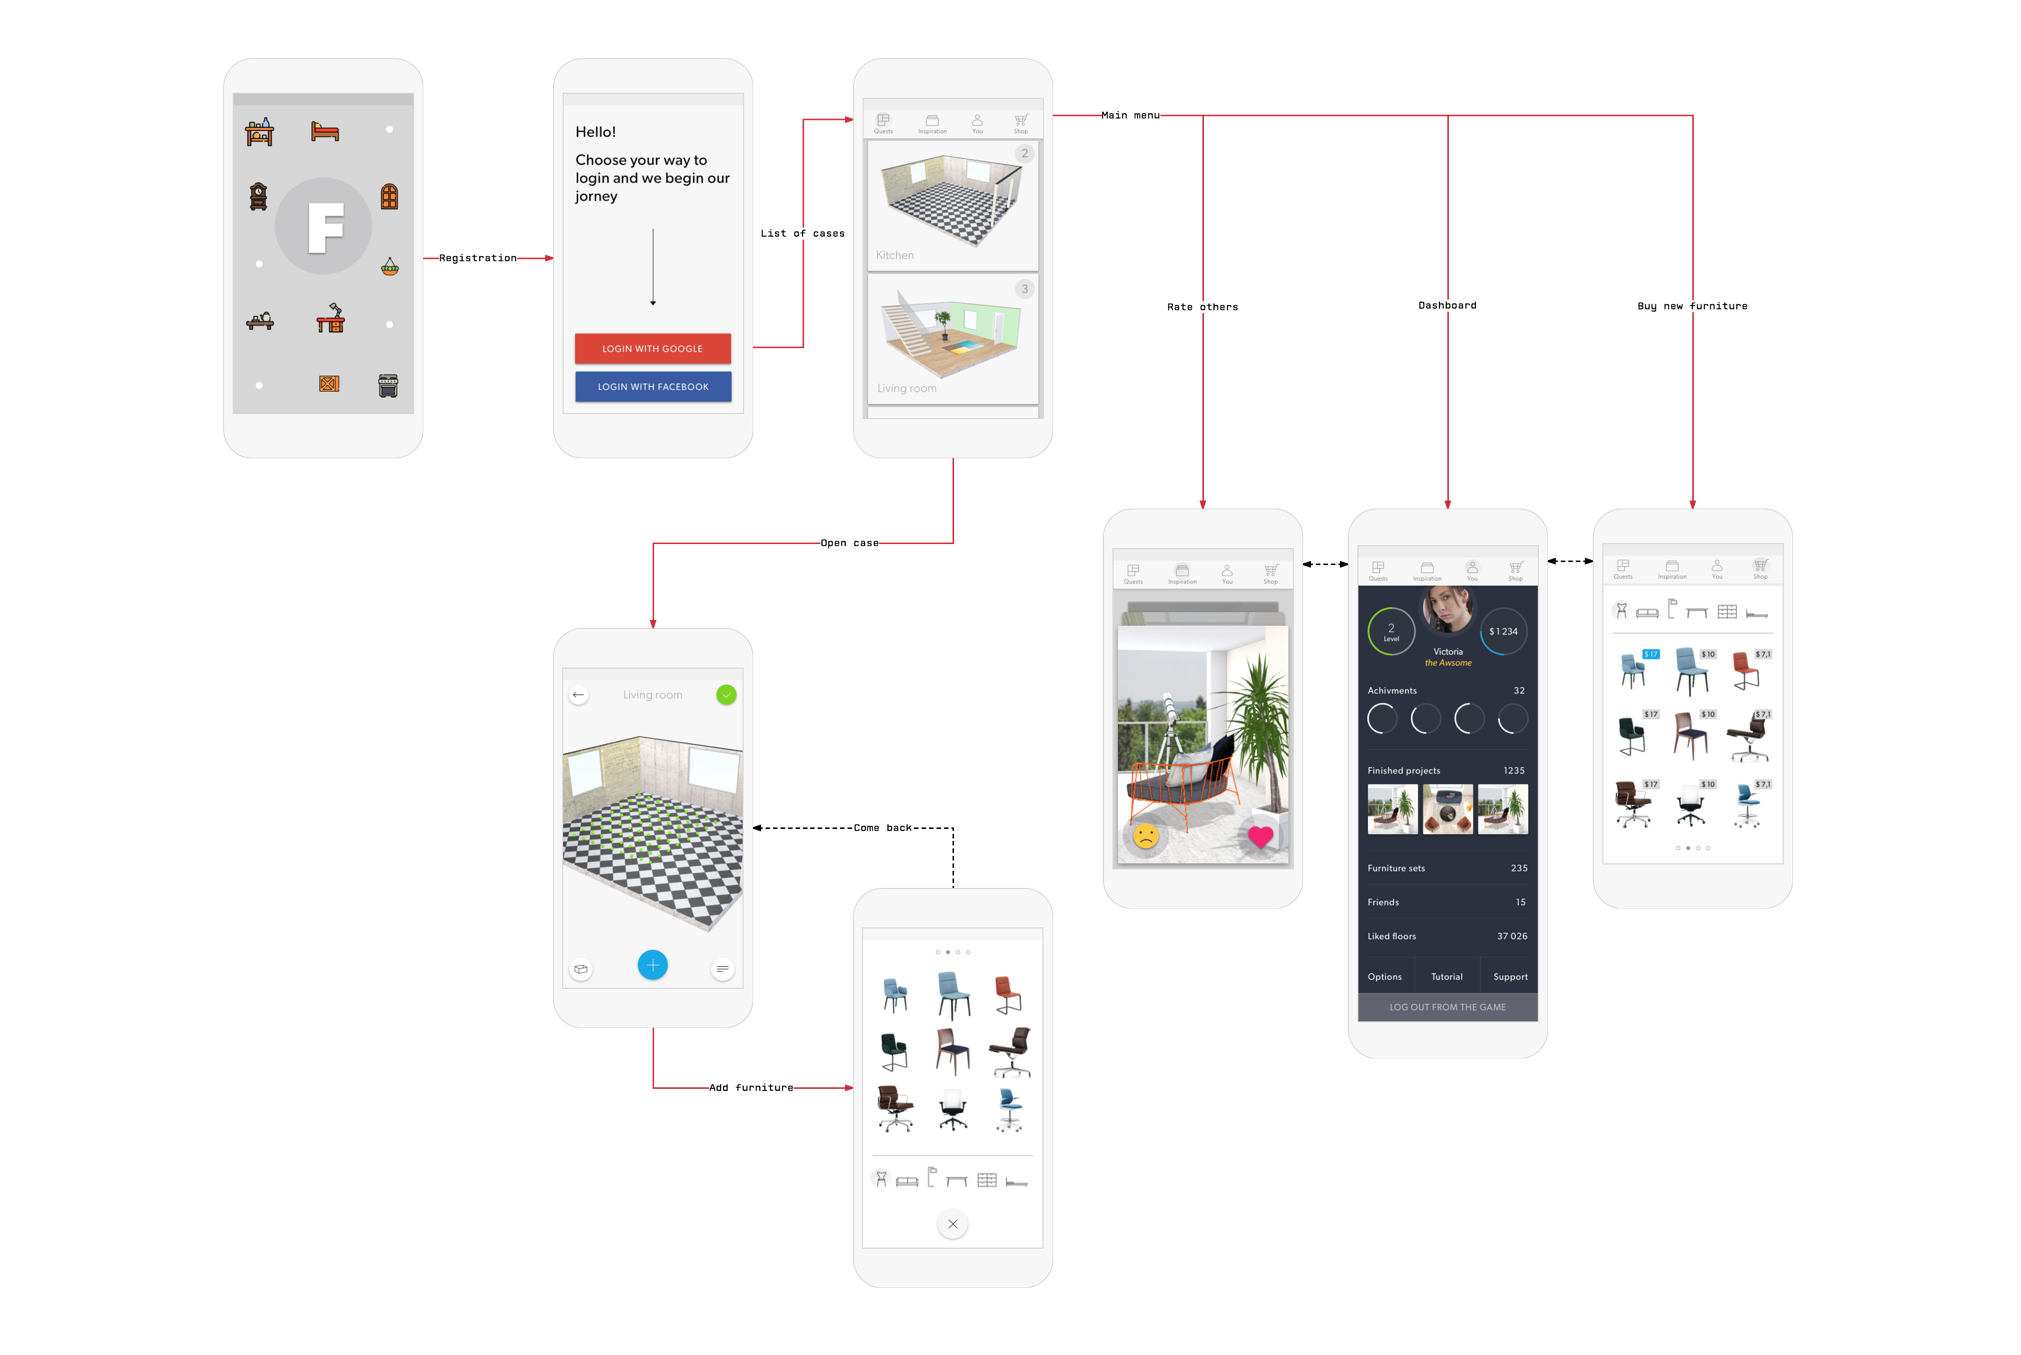 F
Registration
Hello!
Choose your way to
login and we begin our
jorney
LOGIN WITH GOOGLE
LOGIN WITH FACEBOOK
List of cases
Quests Inspiration You Shop
2
Kitchen
3
Living room
Main menu
Rate others
Dashboard
Buy new furniture
Open case
Living room
Come back
Add furniture
Quests Inspiration You Shop
Quests Inspiration You Shop
2
Level
$ 1 234
Victoria
the Awsome
Achivments 32
Finished projects 1235
Furniture sets 235
Friends 15
Liked floors 37 026
Options Tutorial Support
LOG OUT FROM THE GAME
Quests Inspiration You Shop
$ 17 $ 10 $ 7,1
$ 17 $ 10 $ 7,1
$ 17 $ 10 $ 7,1